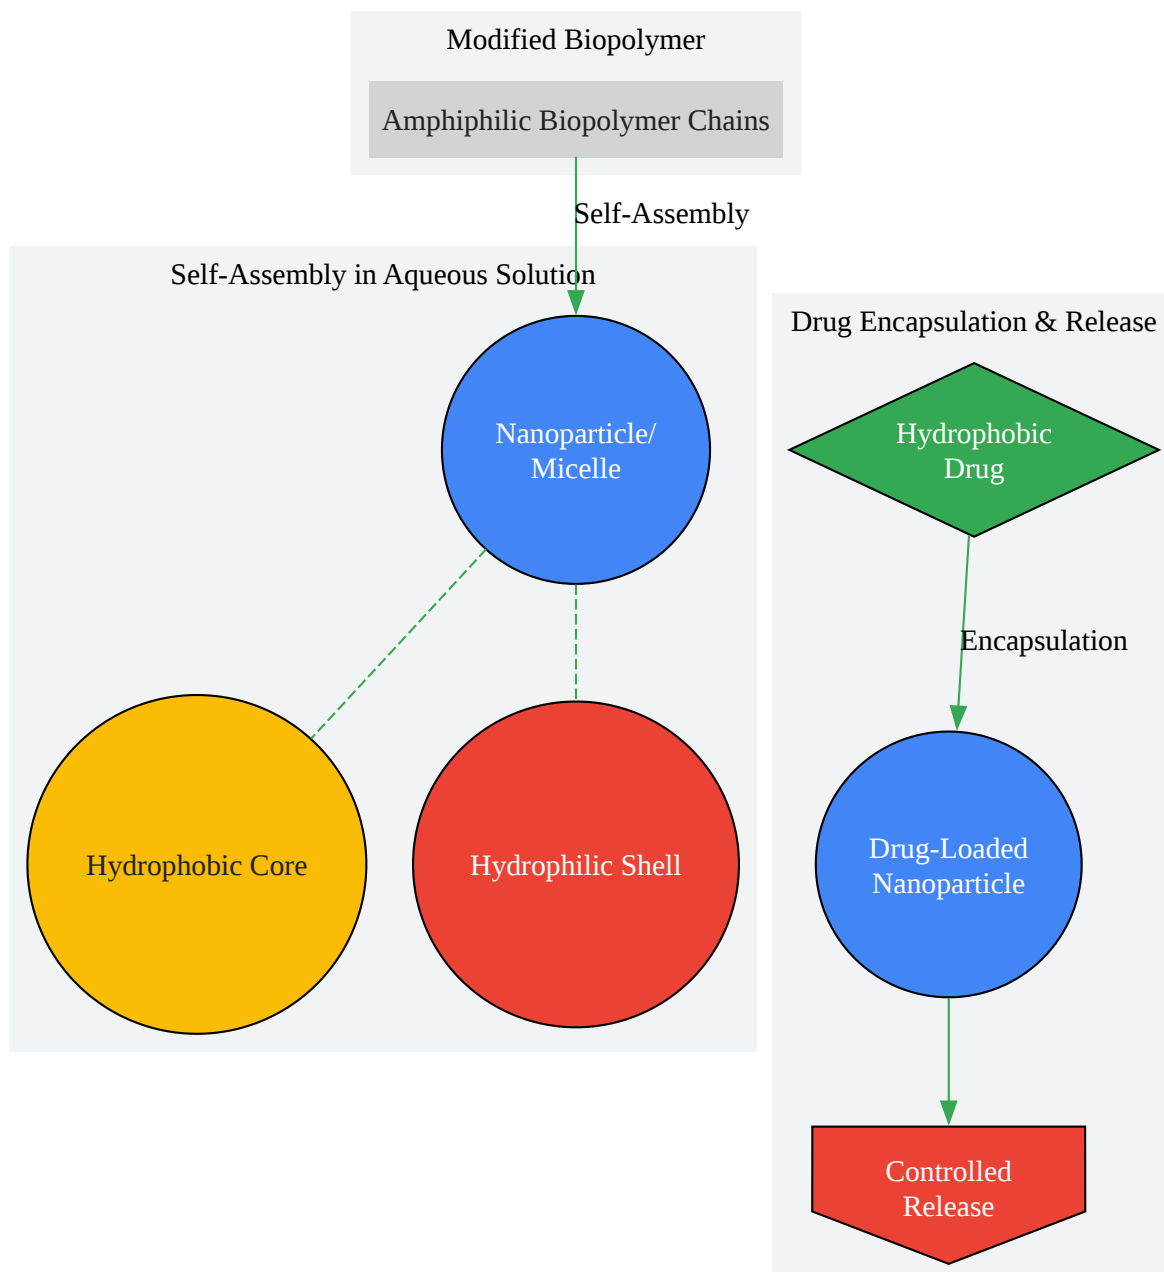 Modified Biopolymer
Amphiphilic Biopolymer Chains
Self-Assembly
Self-Assembly in Aqueous Solution
Nanoparticle/
Micelle
Hydrophobic Core
Hydrophilic Shell
Drug Encapsulation & Release
Hydrophobic
Drug
Encapsulation
Drug-Loaded
Nanoparticle
Controlled
Release